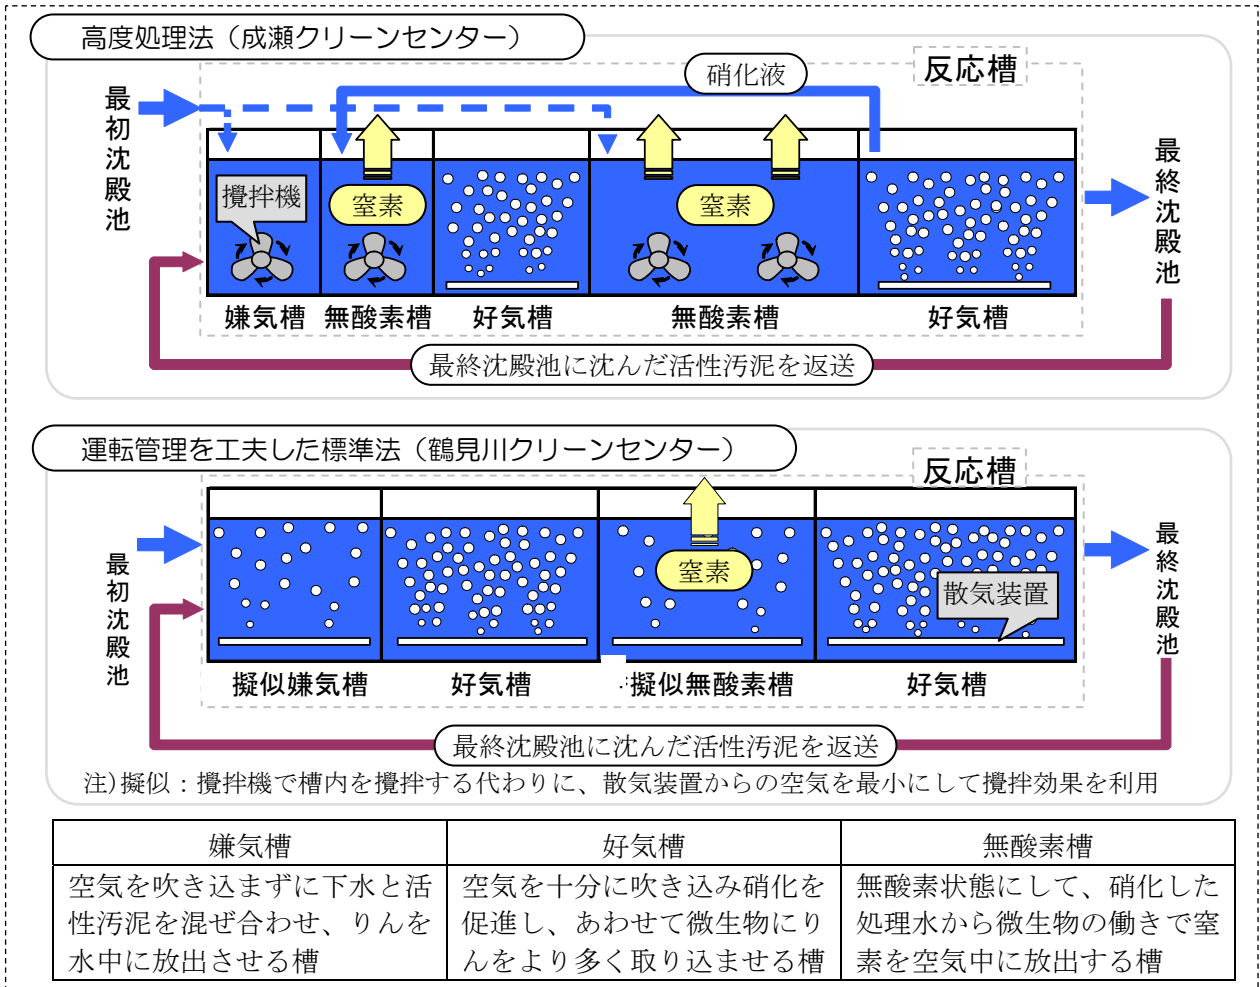 高度処理法（成瀬クリーンセンター）
反応槽
硝化液
最初沈殿池
攪拌機
窒素
窒素
最終沈殿池
嫌気槽
無酸素槽
好気槽
無酸素槽
好気槽
最終沈殿池に沈んだ活性汚泥を返送
運転管理を工夫した標準法（鶴見川クリーンセンター）
反応槽
最初沈殿池
窒素
散気装置
最終沈殿池
擬似嫌気槽
好気槽
擬似無酸素槽
好気槽
最終沈殿池に沈んだ活性汚泥を返送
注)擬似：攪拌機で槽内を攪拌する代わりに、散気装置からの空気を最小にして攪拌効果を利用
嫌気槽
好気槽
無酸素槽
空気を吹き込まずに下水と活
性汚泥を混ぜ合わせ、りんを
水中に放出させる槽
空気を十分に吹き込み硝化を
促進し、あわせて微生物にり
んをより多く取り込ませる槽
無酸素状態にして、硝化した
処理水から微生物の働きで窒
素を空気中に放出する槽